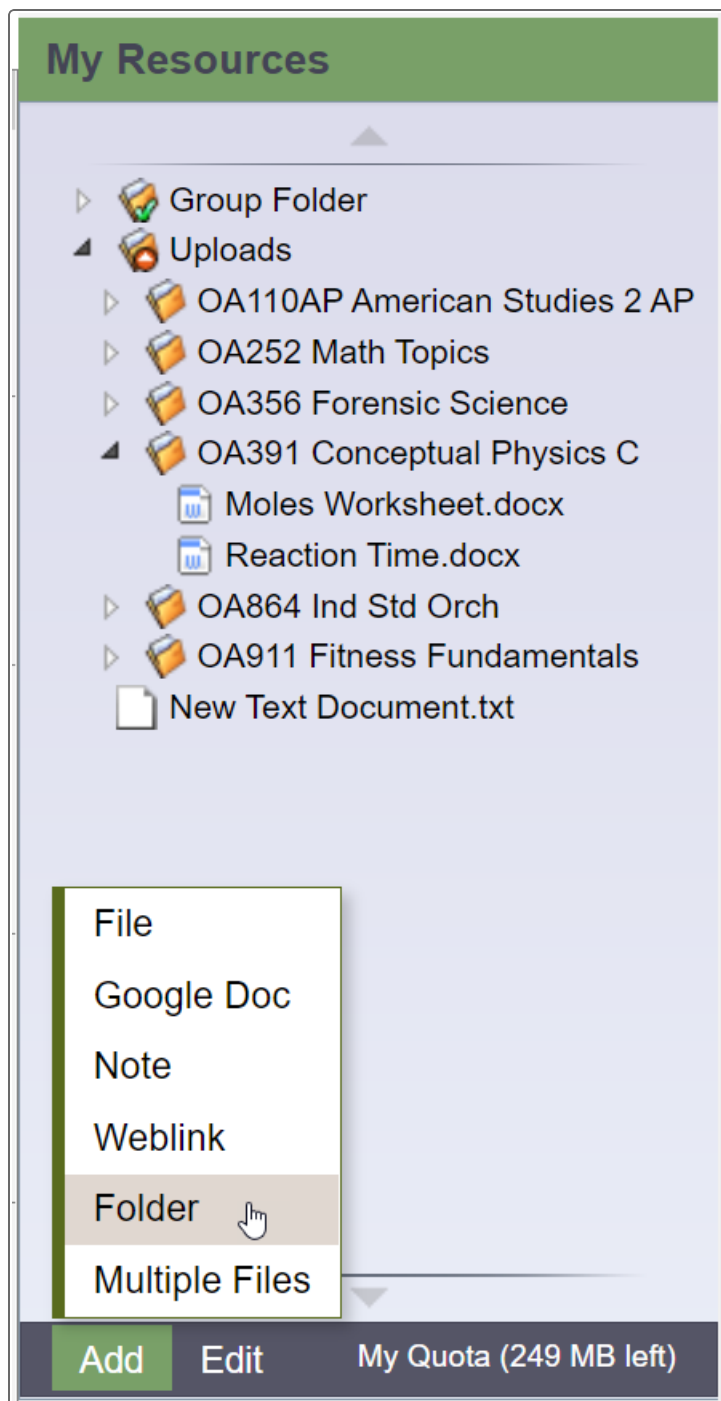 My Resources
Group Folder
Uploads
OA110AP American Studies 2 AP
OA252 Math Topics
OA356 Forensic Science
OA391 Conceptual Physics C
Moles Worksheet.docx
Reaction Time.docx
OA864 Ind Std Orch
OA911 Fitness Fundamentals
New Text Document.txt
File
Google Doc
Note
Weblink
Folder
Multiple Files
Add Edit My Quota (249 MB left)